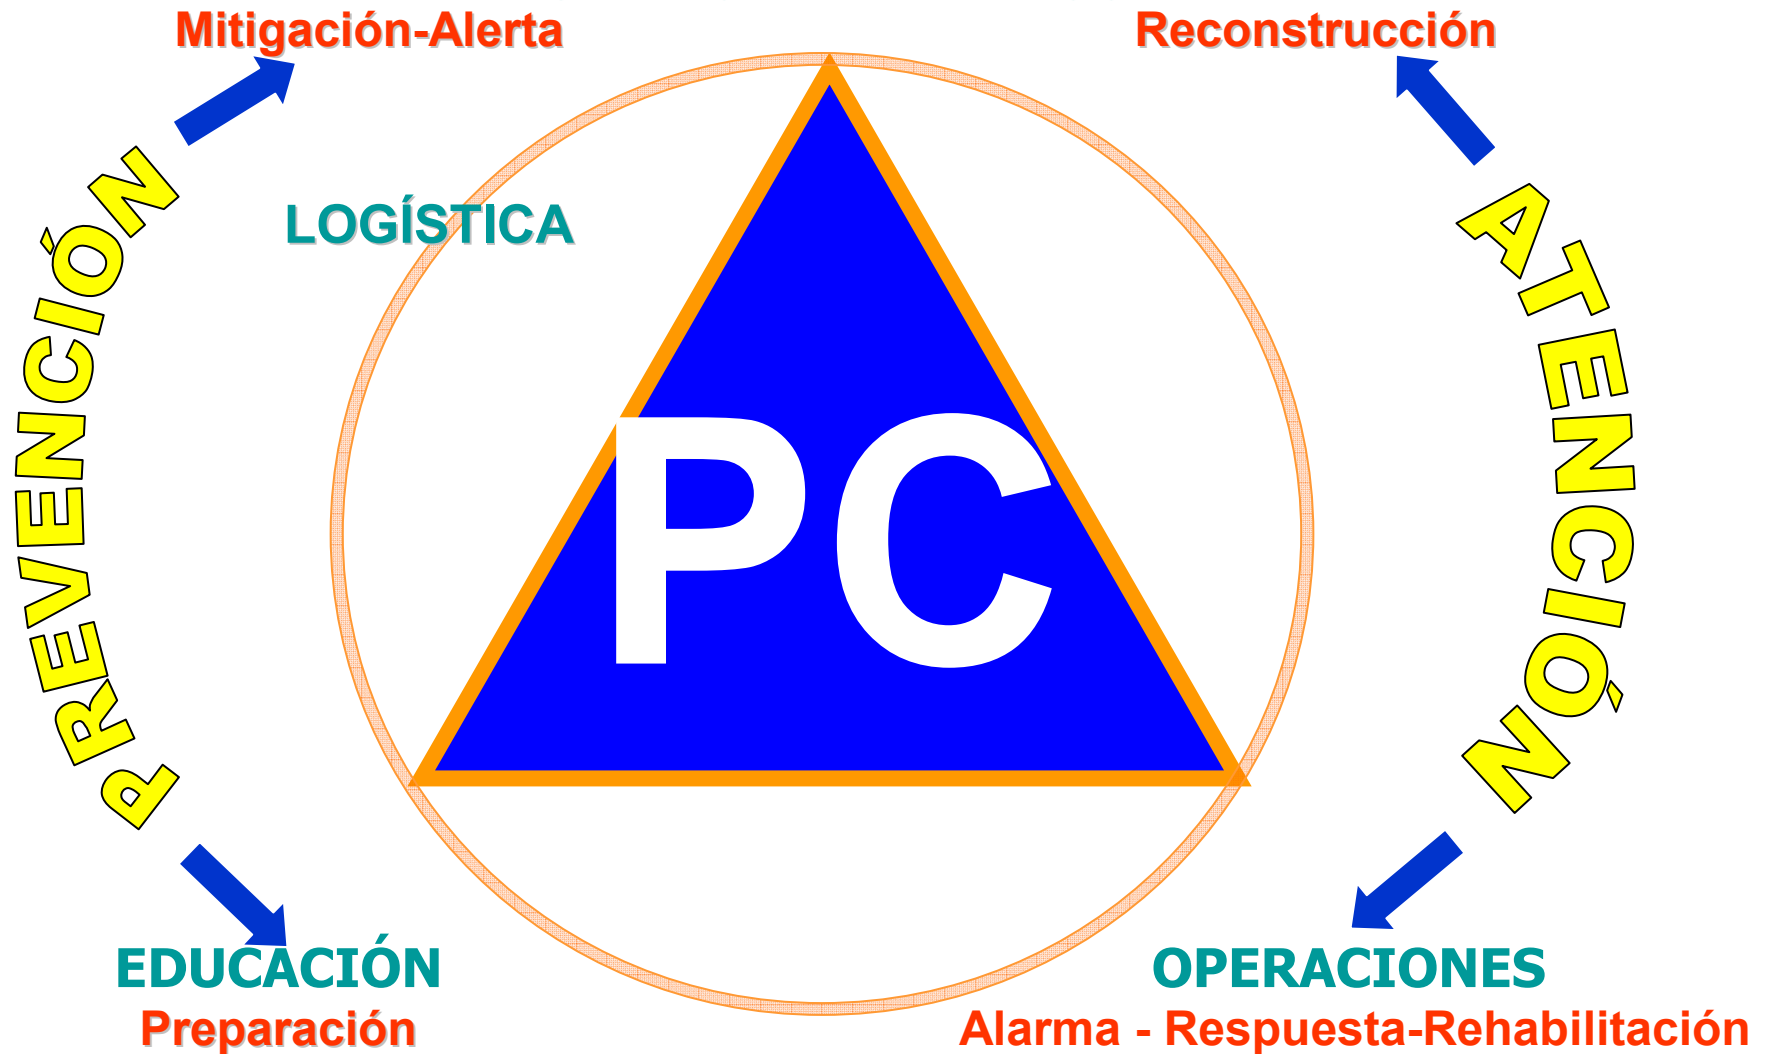 Mitigación-Alerta
Reconstrucción
LOGÍSTICA
PREVENCIÓN
PC
ATENCIÓN
EDUCACIÓN
Preparación
OPERACIONES
Alarma - Respuesta-Rehabilitación